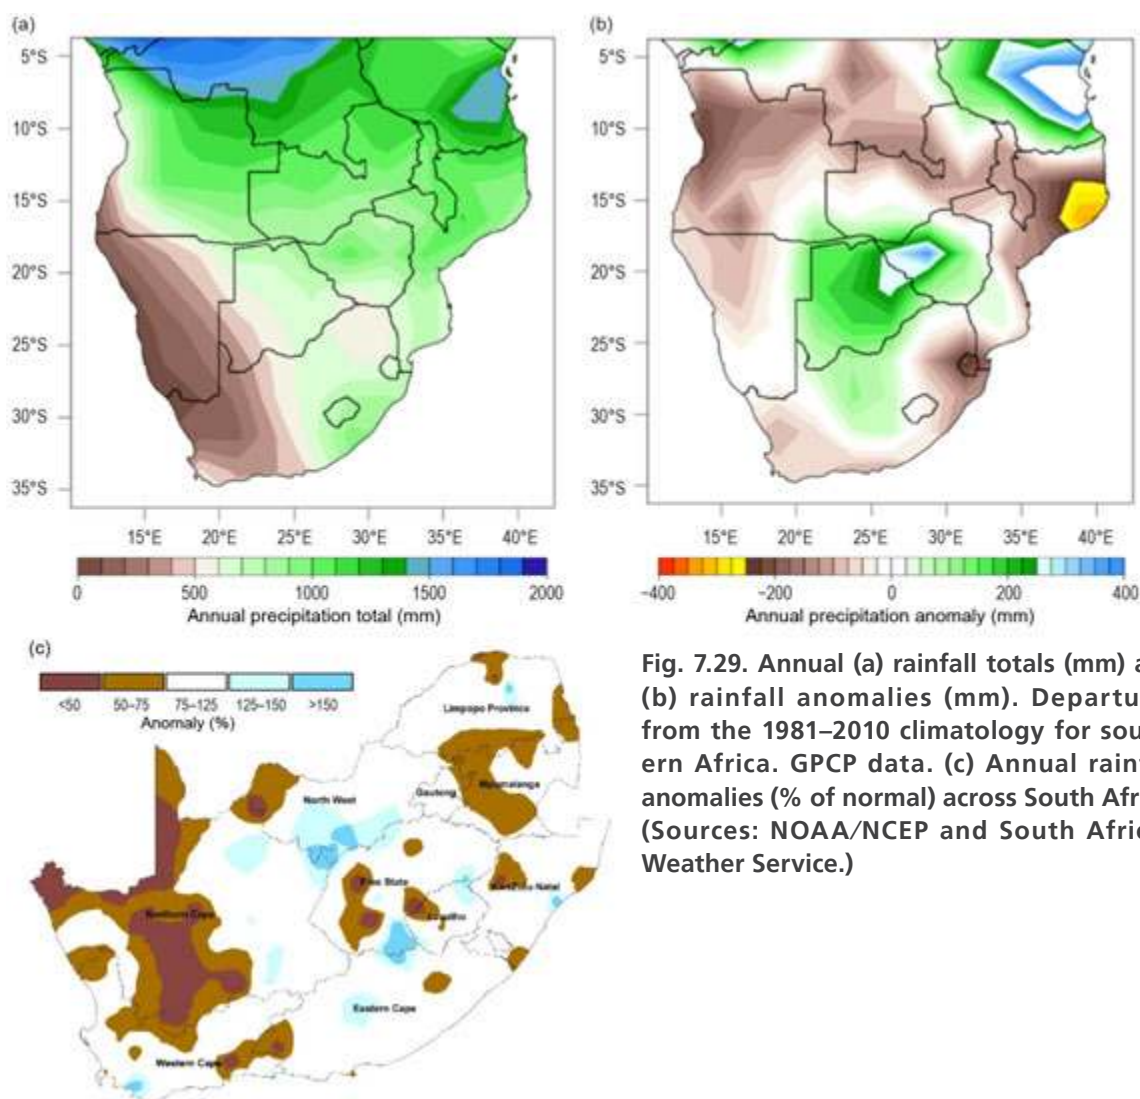 (a)
5°S
10°S
15°S
20°S
25°S
30°S
35°S
15°E 20°E 25°E 30°E 35°E 40°E
0 500 1000 1500 2000
Annual precipitation total (mm)
(b)
5°S
10°S
15°S
20°S
25°S
30°S
35°S
15°E 20°E 25°E 30°E 35°E 40°E
−400 −200 0 200 400
Annual precipitation anomaly (mm)
(c)
<50 50–75 75–125 125–150 >150
Anomaly (%)
Limpopo Province
Mpumalanga
Gauteng
North West
Free State
KwaZulu-Natal
Northern Cape
Lesotho
Eastern Cape
Western Cape
Fig. 7.29. Annual (a) rainfall totals (mm) a
(b) rainfall anomalies (mm). Departu
from the 1981–2010 climatology for sou
ern Africa. GPCP data. (c) Annual rain
anomalies (% of normal) across South Afr
(Sources: NOAA/NCEP and South Afric
Weather Service.)